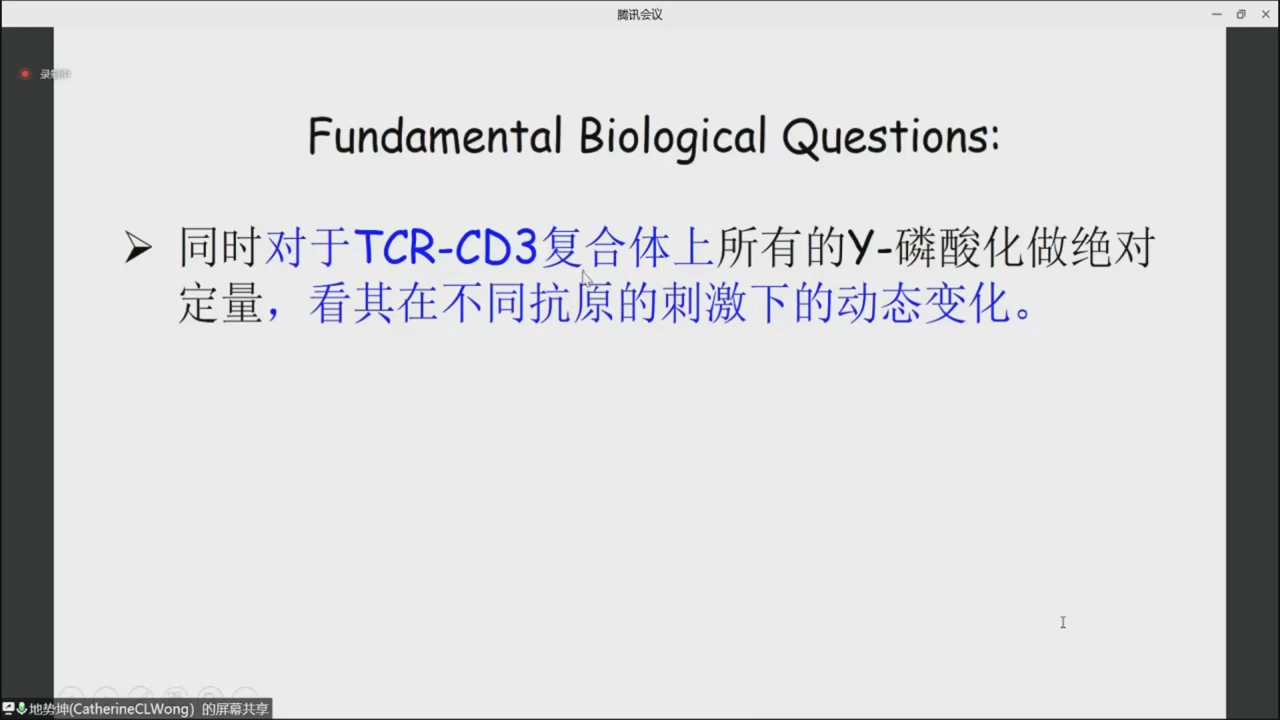 腾讯会议
录制中
Fundamental Biological Questions:
➢ 同时对于TCR-CD3复合体上所有的Y-磷酸化做绝对
定量，看其在不同抗原的刺激下的动态变化。
地势坤(CatherineCLWong）的屏幕共享